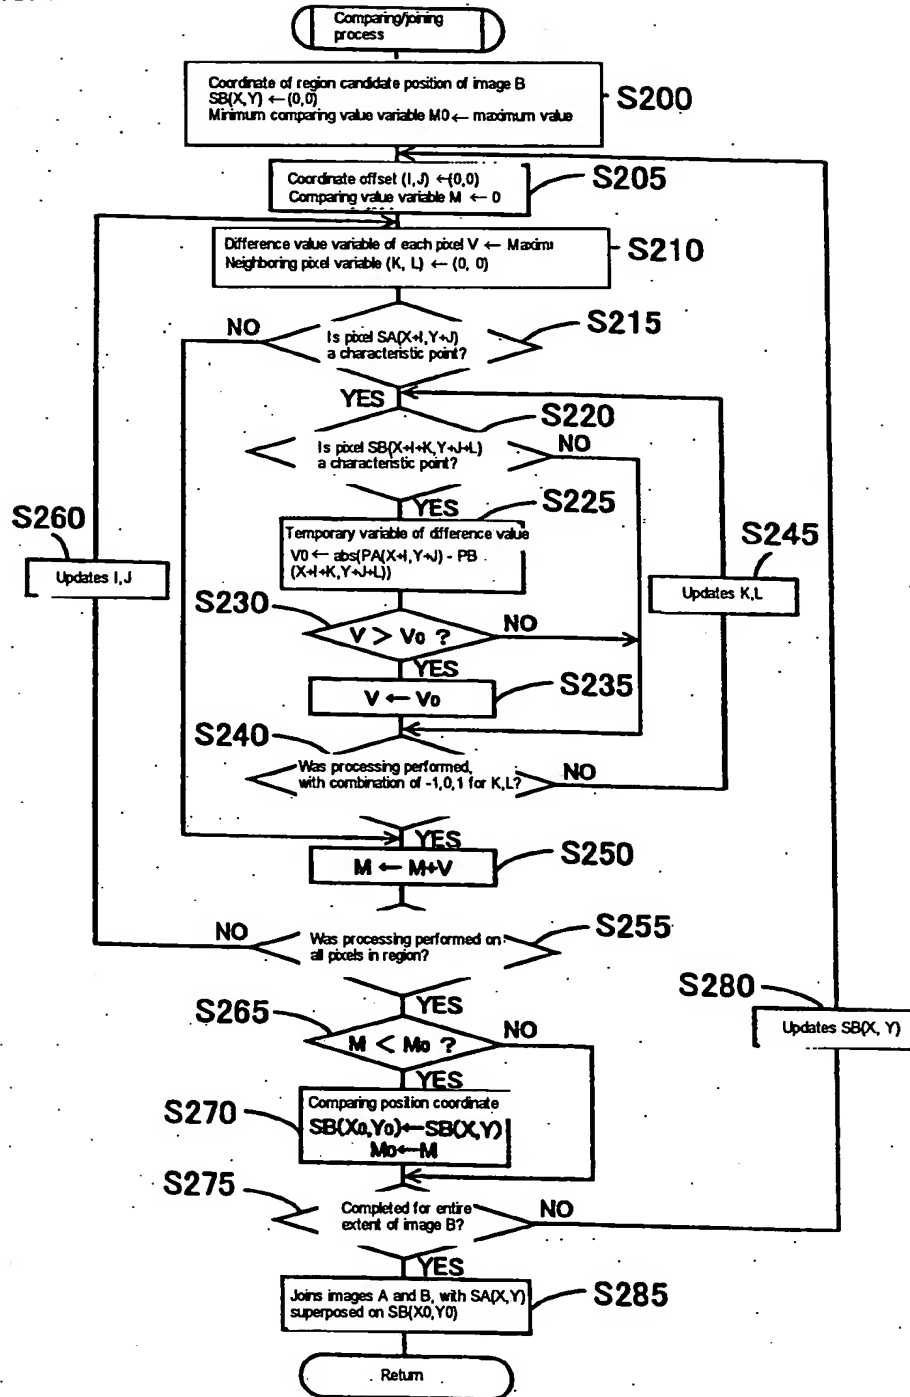 Comparing/joining
process
Coordinate of region candidate position of image B
SB(X,Y) ←(0,0)
Minimum comparing value variable M0← maximum value
S200
Coordinate offset (I,J) ←(0,0)
Comparing value variable M ← 0
S205
Difference value variable of each pixel V ← Maximu
Neighboring pixel variable (K, L) ← (0, 0)
S210
NO
Is pixel SA(X+I,Y+J)
a characteristic point?
S215
YES
S220
Is pixel SB(X+I+K,Y+J+L)
a characteristic point?
NO
YES
S225
Temporary variable of difference value
V0 ← abs(PA(X+I,Y+J) - PB
(X+I+K,Y+J+L))
S260
Updates I,J
S245
Updates K,L
S230
V > V0 ?
NO
YES
V ← V0
S235
S240
Was processing performed,
with combination of -1,0,1 for K,L?
NO
YES
M ← M+V
S250
NO
Was processing performed on
all pixels in region?
S255
YES
S265
M < M0 ?
NO
S280
Updates SB(X, Y)
YES
S270
Comparing position coordinate
SB(X0,Y0)←SB(X,Y)
M0←M
S275
Completed for entire
extent of image B?
NO
YES
Joins images A and B, with SA(X,Y)
superposed on SB(X0,Y0)
S285
Return